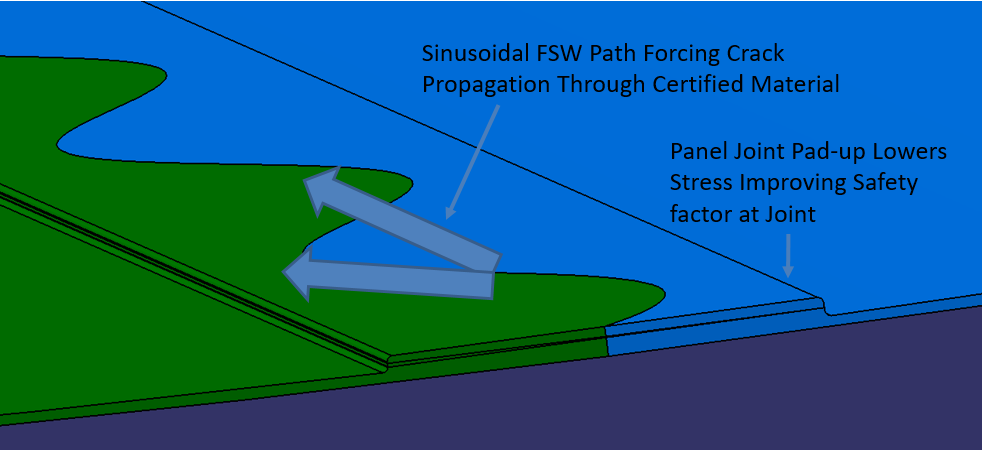 Sinusoidal FSW Path Forcing Crack
Propagation Through Certified Material
Panel Joint Pad-up Lowers
Stress Improving Safety
factor at Joint